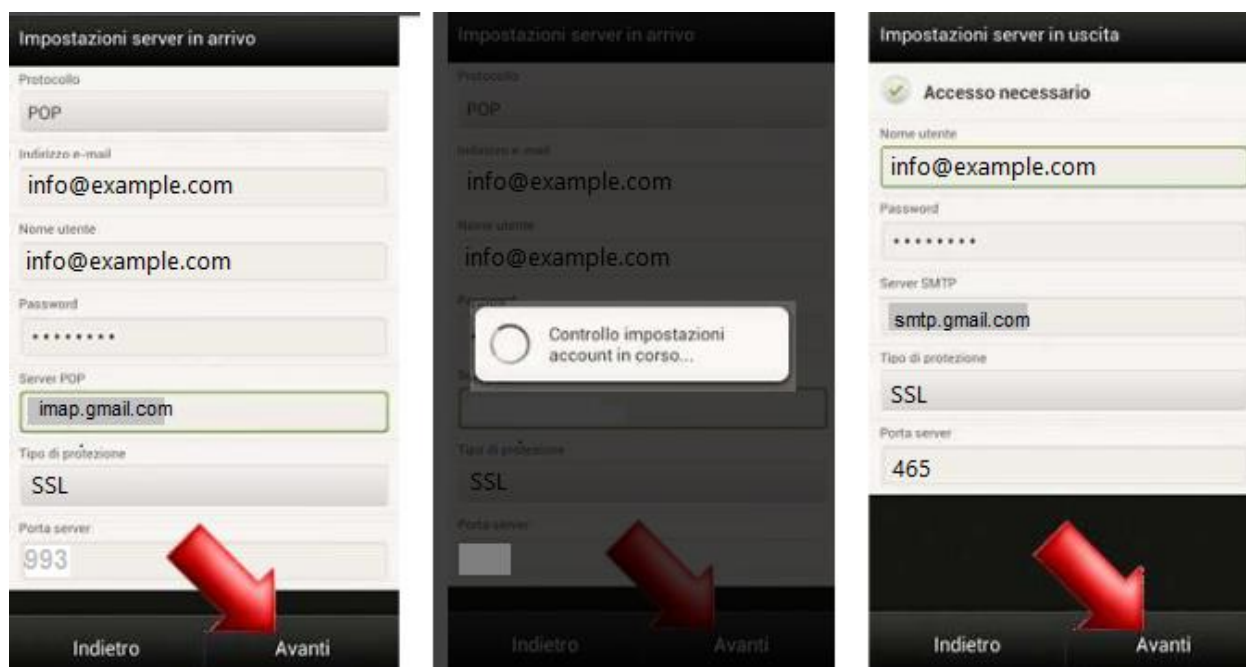 Impostazioni server in arrivo
Protocollo
POP
Indirizzo e-mail
info@example.com
Nome utente
info@example.com
Password
••••••••
Server POP
imap.gmail.com
Tipo di protezione
SSL
Porta server
993
Indietro
Avanti
Impostazioni server in arrivo
Protocollo
POP
Indirizzo e-mail
info@example.com
Nome utente
info@example.com
Password
Controllo impostazioni
account in corso...
Tipo di protezione
SSL
Porta server
Indietro
Avanti
Impostazioni server in uscita
Accesso necessario
Nome utente
info@example.com
Password
••••••••
Server SMTP
smtp.gmail.com
Tipo di protezione
SSL
Porta server
465
Indietro
Avanti